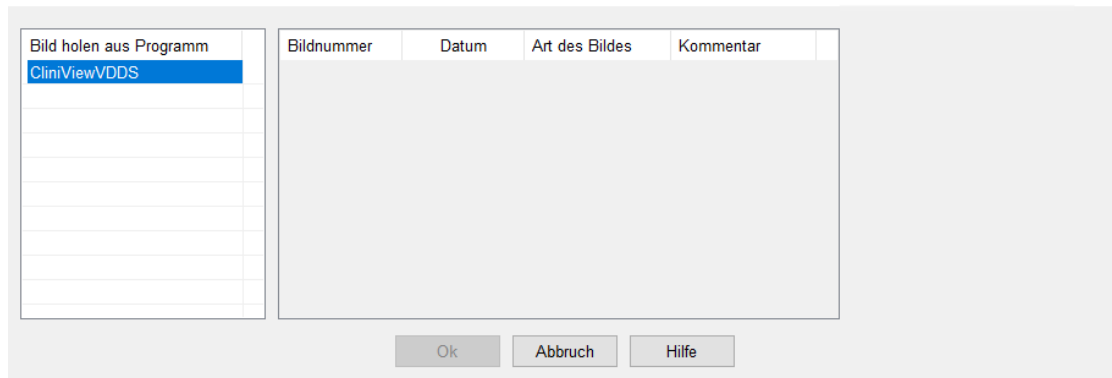 Bild holen aus Programm
CliniViewVDDS
Bildnummer Datum Art des Bildes Kommentar
Ok Abbruch Hilfe